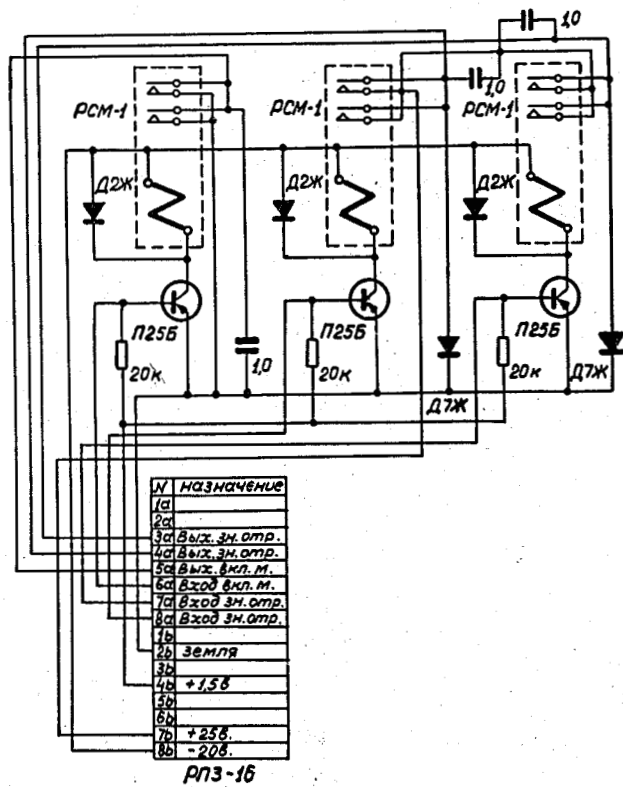 1,0
РСМ-1
РСМ-1
1,0
РСМ-1
Д2Ж
Д2Ж
Д2Ж
П25Б
П25Б
П25Б
20к
1,0
20к
Д7Ж
20к
Д7Ж
N назначение
1а
2а
3а Вых. зн. отр.
4а Вых. зн. отр.
5а Вых. вкл. м.
6а Вход вкл. м.
7а Вход зн. отр.
8а Вход зн. отр.
1b
2b земля
3b
4b +1,5в
5b
6b
7b +25в.
8b -20в.
РПЗ-16